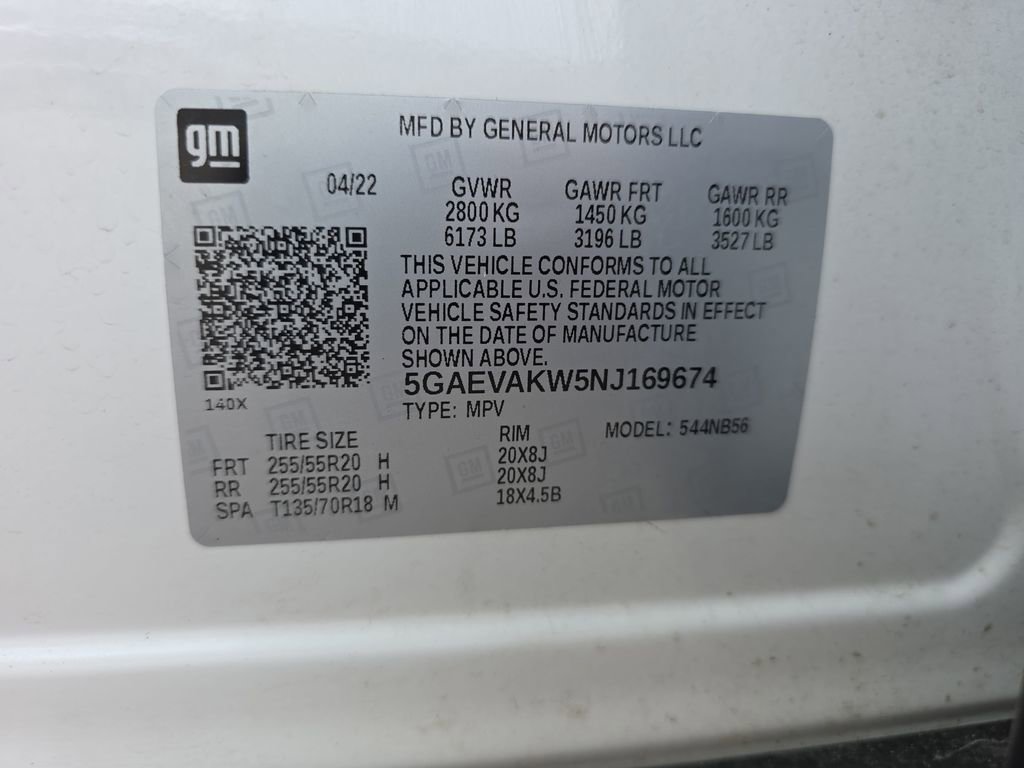 gm
MFD BY GENERAL MOTORS LLC
04/22 GVWR GAWR FRT GAWR RR
2800 KG 1450 KG 1600 KG
6173 LB 3196 LB 3527 LB
THIS VEHICLE CONFORMS TO ALL
APPLICABLE U.S. FEDERAL MOTOR
VEHICLE SAFETY STANDARDS IN EFFECT
ON THE DATE OF MANUFACTURE
SHOWN ABOVE.
5GAEVAKW5NJ169674
140X
TYPE: MPV
TIRE SIZE RIM MODEL: 544NB56
FRT 255/55R20 H 20X8J
RR 255/55R20 H 20X8J
SPA T135/70R18 M 18X4.5B